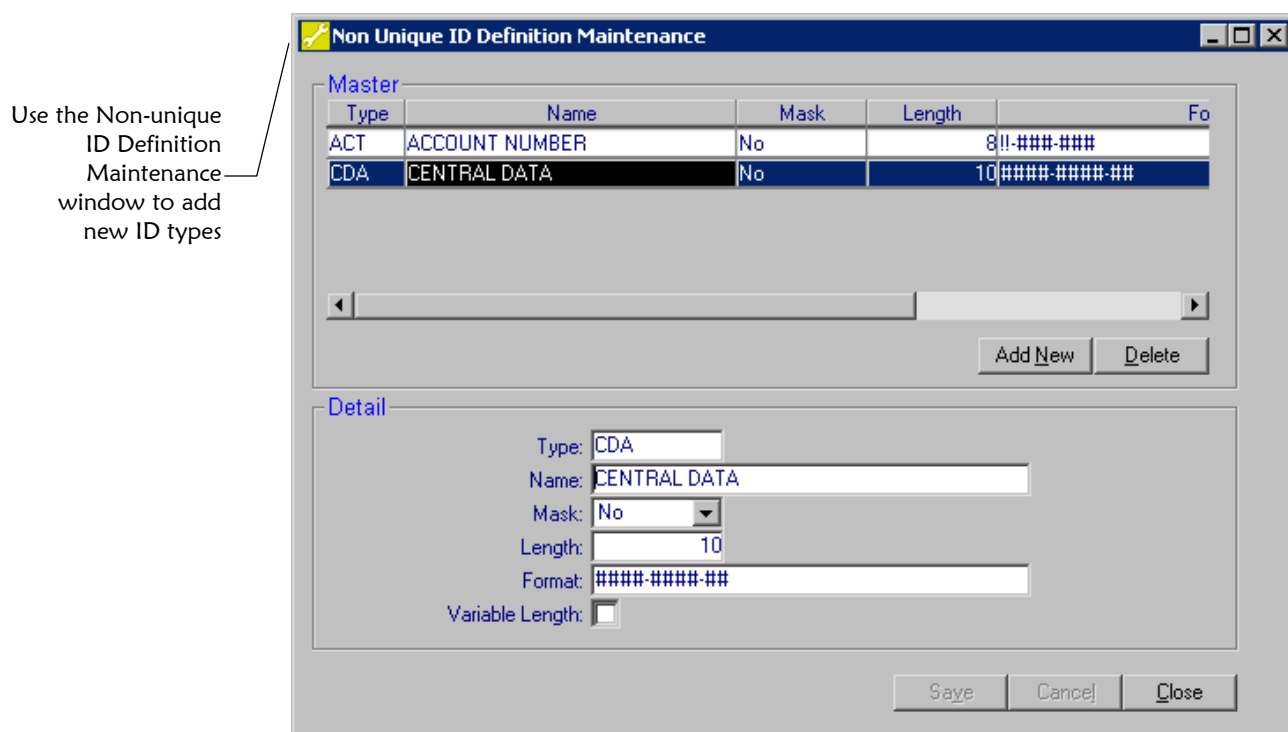 Non Unique ID Definition Maintenance
Use the Non-unique
ID Definition
Maintenance
window to add
new ID types
Master
Type Name Mask Length Fo
ACT ACCOUNT NUMBER No 8 !!-###-###
CDA CENTRAL DATA No 10 ####-####-##
Add New Delete
Detail
Type: CDA
Name: CENTRAL DATA
Mask: No
Length: 10
Format: ####-####-##
Variable Length:
Save Cancel Close